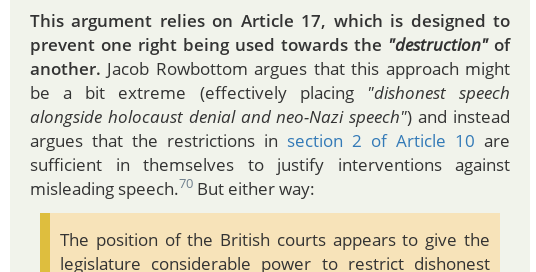 This argument relies on Article 17, which is designed to
prevent one right being used towards the "destruction" of
another. Jacob Rowbottom argues that this approach might
be a bit extreme (effectively placing "dishonest speech
alongside holocaust denial and neo-Nazi speech") and instead
argues that the restrictions in section 2 of Article 10 are
sufficient in themselves to justify interventions against
misleading speech.70 But either way:
The position of the British courts appears to give the
legislature considerable power to restrict dishonest